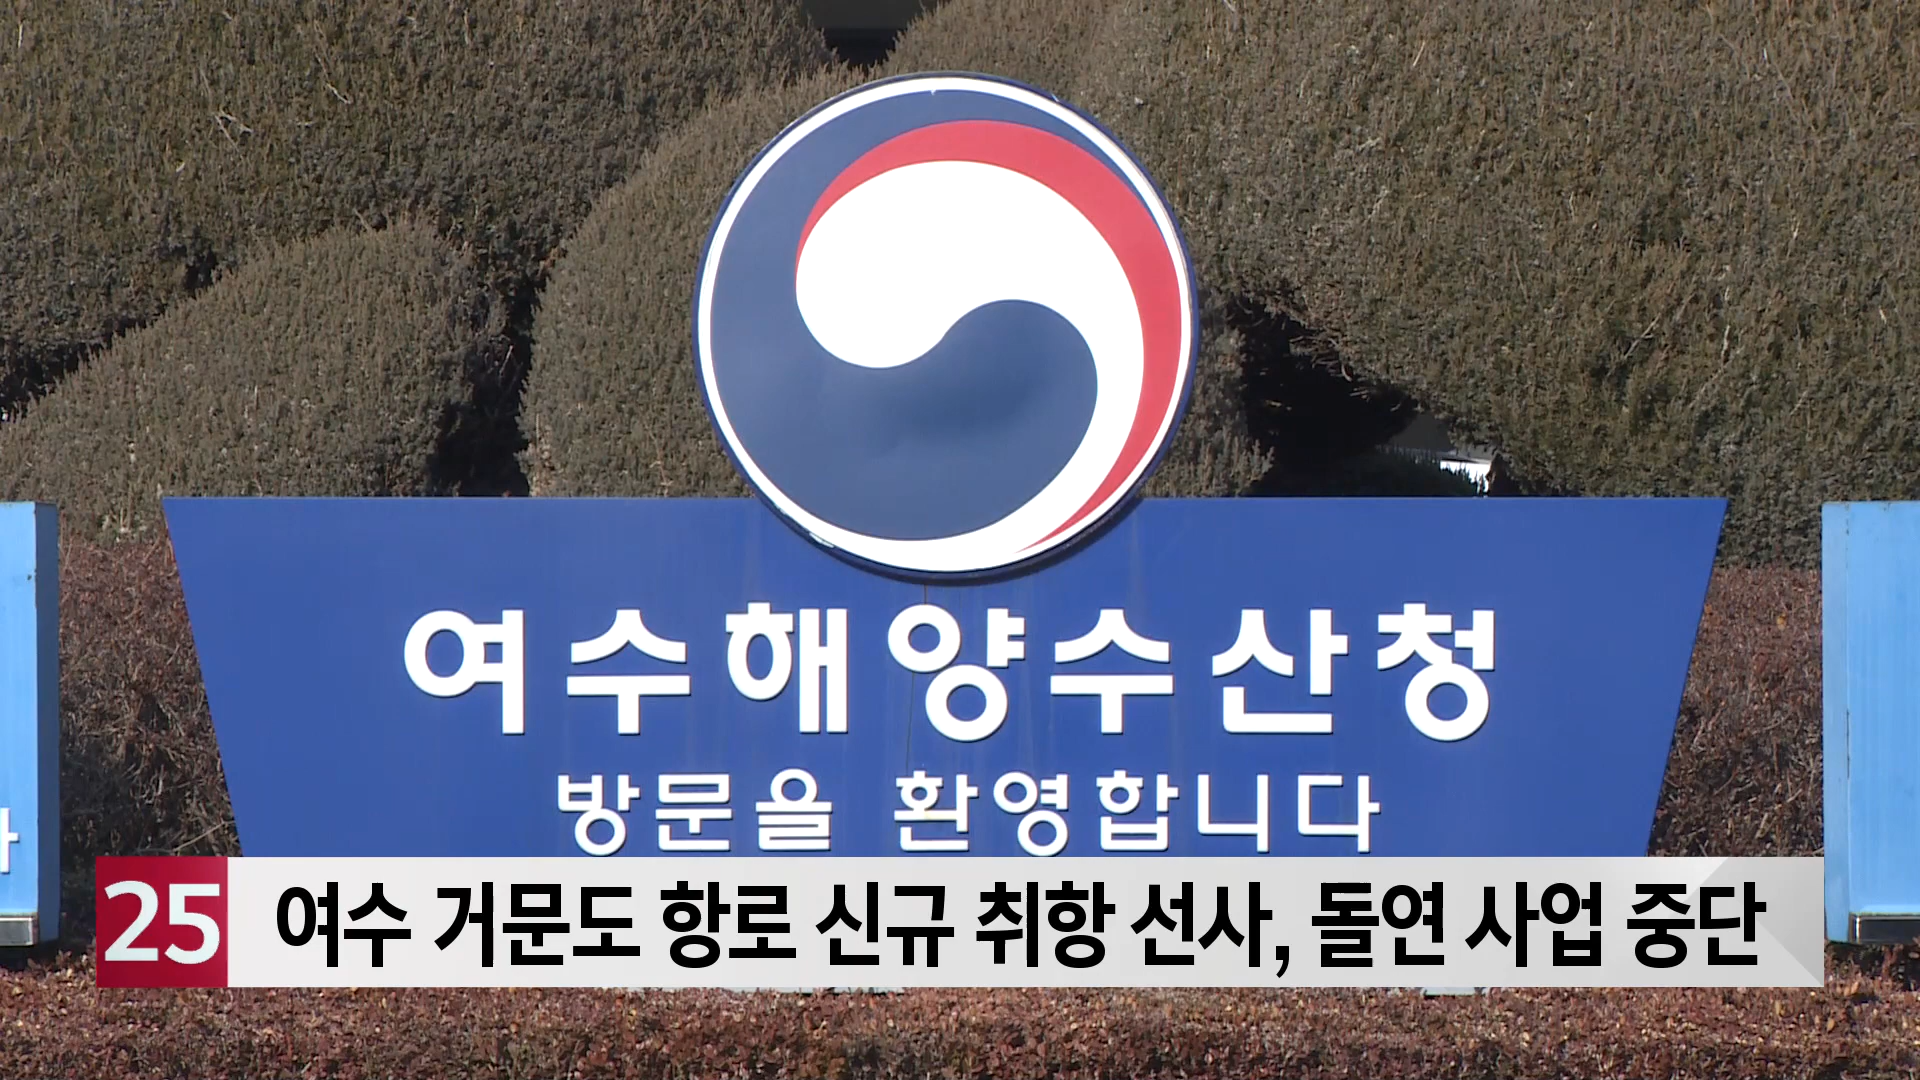 여수해양수산청
방문을 환영합니다
25 여수 거문도 항로 신규 취항 선사, 돌연 사업 중단